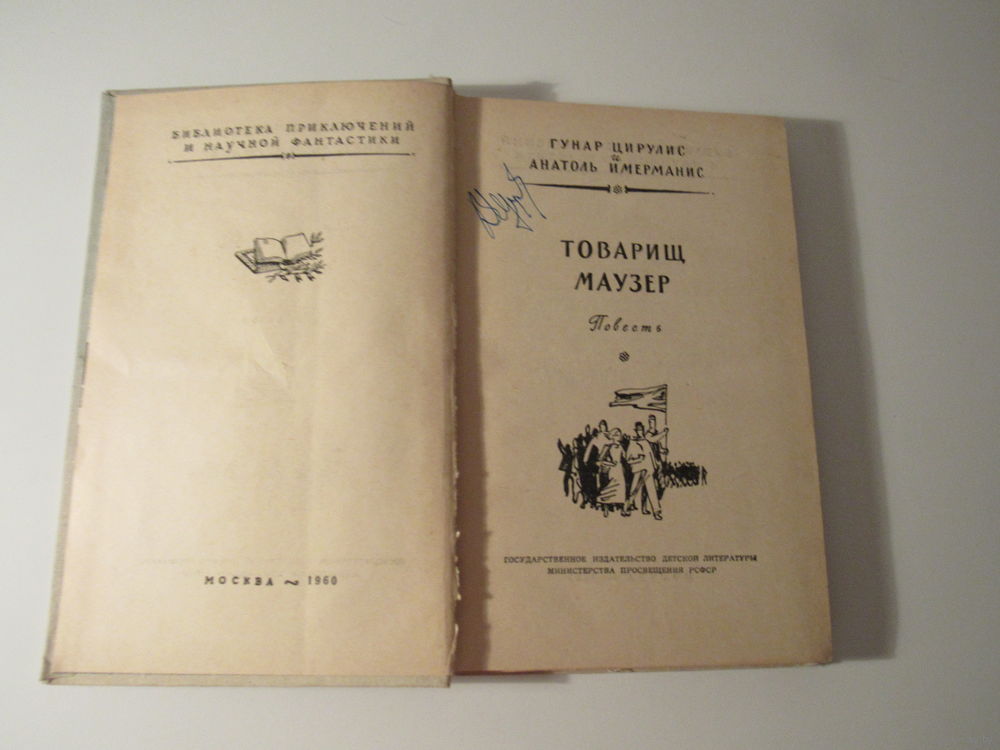 БИБЛИОТЕКА ПРИКЛЮЧЕНИЙ
И НАУЧНОЙ ФАНТАСТИКИ
МОСКВА ~ 1960
ГУНАР ЦИРУЛИС
и
АНАТОЛЬ ИМЕРМАНИС
ТОВАРИЩ
МАУЗЕР
Повесть
ГОСУДАРСТВЕННОЕ ИЗДАТЕЛЬСТВО ДЕТСКОЙ ЛИТЕРАТУРЫ
МИНИСТЕРСТВА ПРОСВЕЩЕНИЯ РСФСР